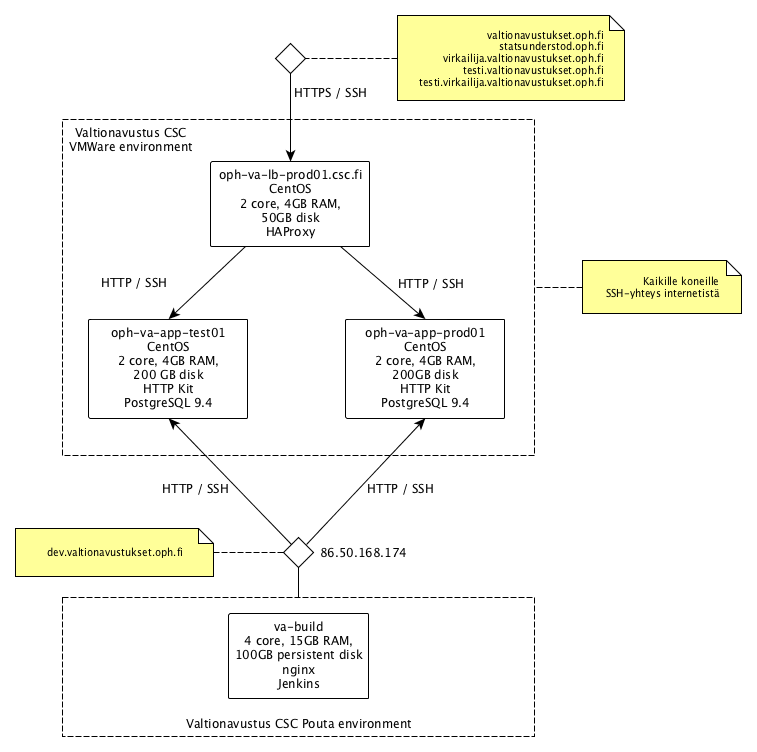 valtionavustukset.oph.fi
statsunderstod.oph.fi
virkailija.valtionavustukset.oph.fi
testi.valtionavustukset.oph.fi
testi.virkailija.valtionavustukset.oph.fi
HTTPS / SSH
Valtionavustus CSC
VMWare environment
oph-va-lb-prod01.csc.fi
CentOS
2 core, 4GB RAM,
50GB disk
HAProxy
HTTP / SSH
HTTP / SSH
Kaikille koneille
SSH-yhteys internetistä
oph-va-app-test01
CentOS
2 core, 4GB RAM,
200 GB disk
HTTP Kit
PostgreSQL 9.4
oph-va-app-prod01
CentOS
2 core, 4GB RAM,
200GB disk
HTTP Kit
PostgreSQL 9.4
HTTP / SSH
HTTP / SSH
dev.valtionavustukset.oph.fi
86.50.168.174
va-build
4 core, 15GB RAM,
100GB persistent disk
nginx
Jenkins
Valtionavustus CSC Pouta environment